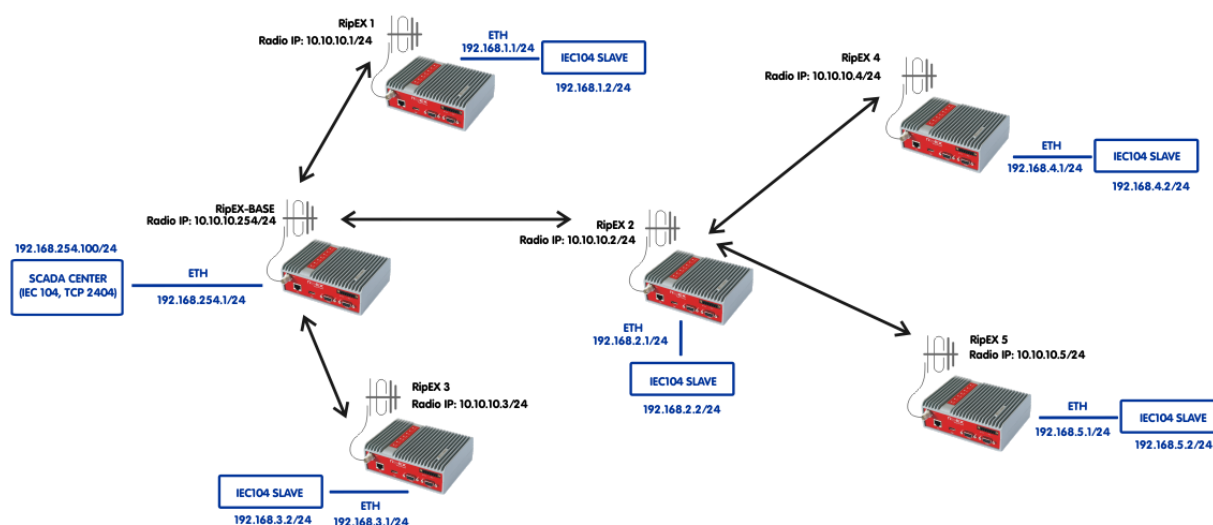 RipEX 1
Radio IP: 10.10.10.1/24
ETH
192.168.1.1/24
IEC104 SLAVE
192.168.1.2/24
RipEX 4
Radio IP: 10.10.10.4/24
ETH
192.168.4.1/24
IEC104 SLAVE
192.168.4.2/24
RipEX-BASE
Radio IP: 10.10.10.254/24
192.168.254.100/24
SCADA CENTER
(IEC 104, TCP 2404)
ETH
192.168.254.1/24
RipEX 2
Radio IP: 10.10.10.2/24
ETH
192.168.2.1/24
IEC104 SLAVE
192.168.2.2/24
RipEX 3
Radio IP: 10.10.10.3/24
IEC104 SLAVE
192.168.3.2/24
ETH
192.168.3.1/24
RipEX 5
Radio IP: 10.10.10.5/24
ETH
192.168.5.1/24
IEC104 SLAVE
192.168.5.2/24